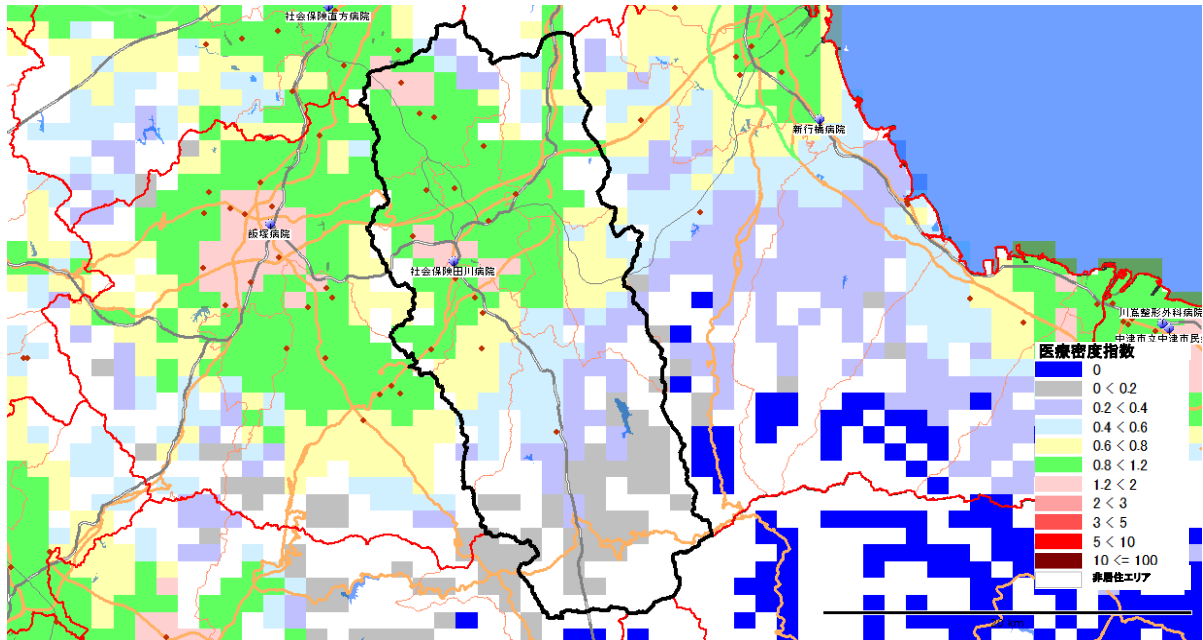 社会保険直方病院
新行橋病院
飯塚病院
社会保険田川病院
川嶌整形外科病院
中津市立中津市民
医療密度指数
0
0 < 0.2
0.2 < 0.4
0.4 < 0.6
0.6 < 0.8
0.8 < 1.2
1.2 < 2
2 < 3
3 < 5
5 < 10
10 <= 100
非居住エリア